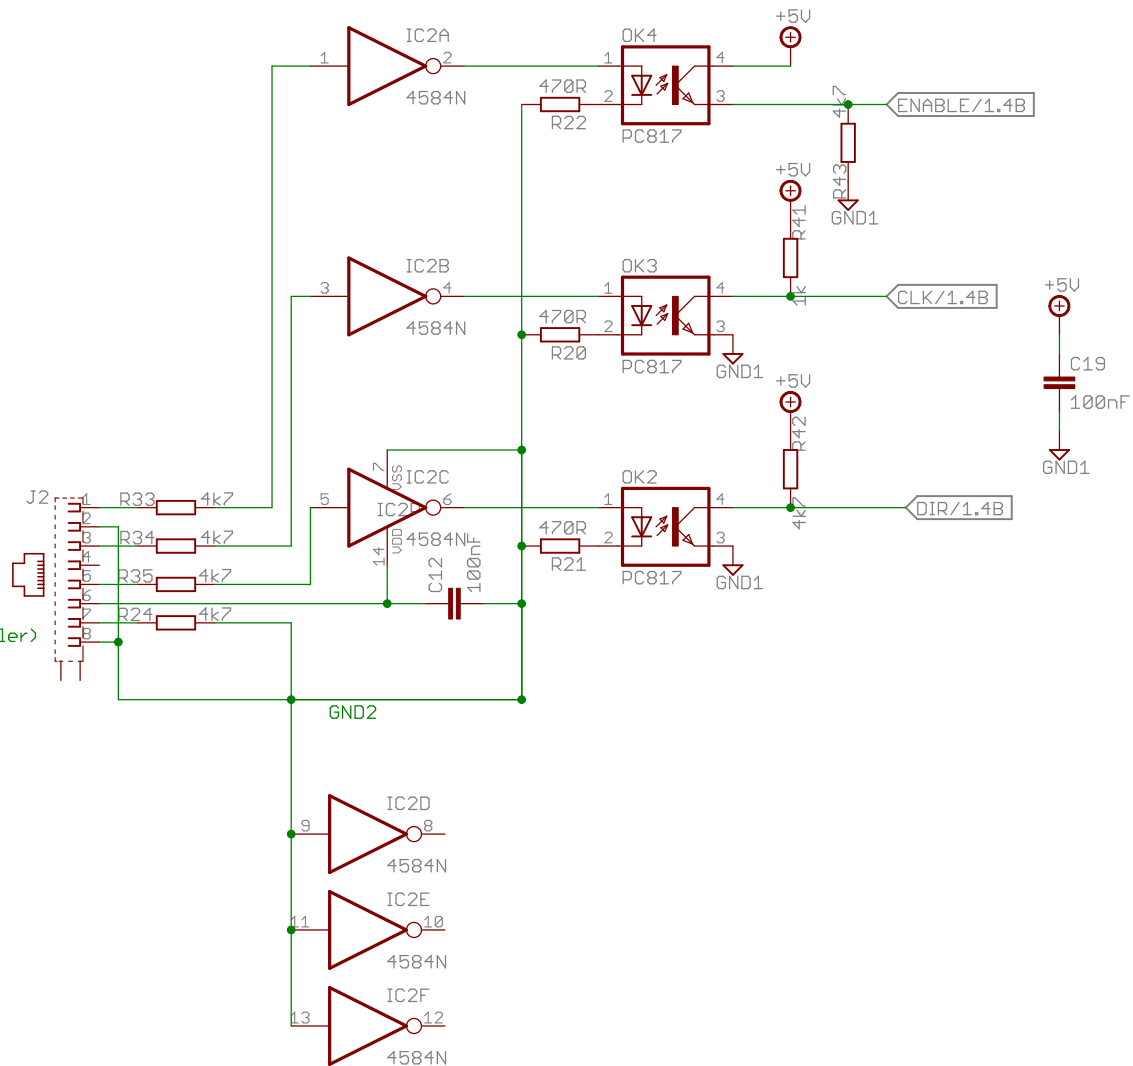 +5V
IC2A
OK4
1
2
1
4
470R
4584N
2
3
R22
PC817
4k7
ENABLE/1.4B
R43
GND1
+5V
R41
IC2B
OK3
3
4
1
4
1k
CLK/1.4B
470R
4584N
2
3
R20
PC817
GND1
+5V
C19
100nF
GND1
+5V
R42
7
VSS
IC2C
OK2
J2
1
R33
4k7
5
6
1
4
4k7
DIR/1.4B
2
470R
4584N
2
3
3
R34
4k7
14
VDD
R21
4
C12
100nF
PC817
GND1
5
R35
4k7
6
7
R24
4k7
8
ler)
GND2
IC2D
9
8
4584N
IC2E
11
10
4584N
IC2F
13
12
4584N